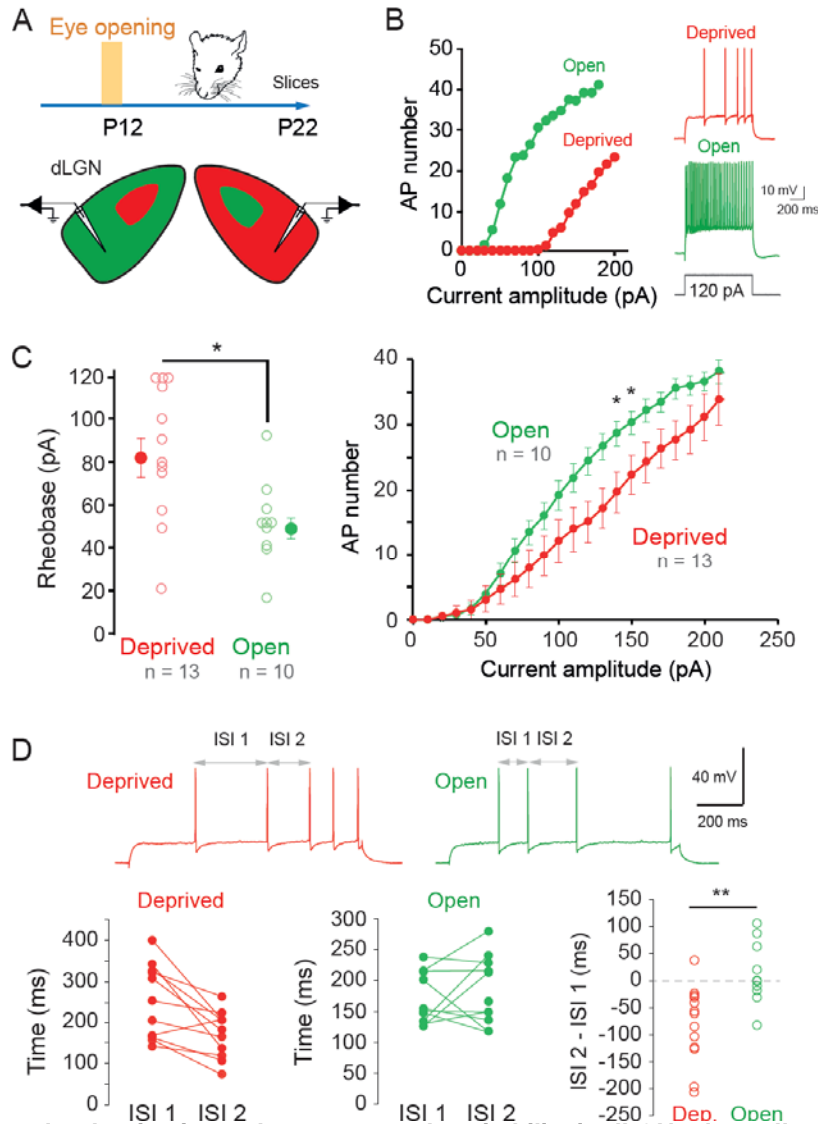 A
Eye opening
Slices
P12
P22
dLGN
B
50
40
30
20
10
0
AP number
Open
Deprived
0
100
200
Current amplitude (pA)
Deprived
Open
10 mV
200 ms
120 pA
C
*
120
100
80
60
40
20
0
Rheobase (pA)
Deprived
n = 13
Open
n = 10
40
30
20
10
0
AP number
* *
Open
n = 10
Deprived
n = 13
0
50
100
150
200
250
Current amplitude (pA)
D
ISI 1
ISI 2
Deprived
ISI 1
ISI 2
Open
40 mV
200 ms
Deprived
400
300
200
100
0
Time (ms)
ISI 1
ISI 2
Open
300
250
200
150
100
50
0
Time (ms)
ISI 1
ISI 2
150
100
50
0
-50
-100
-150
-200
-250
ISI 2 - ISI 1 (ms)
**
Dep.
Open